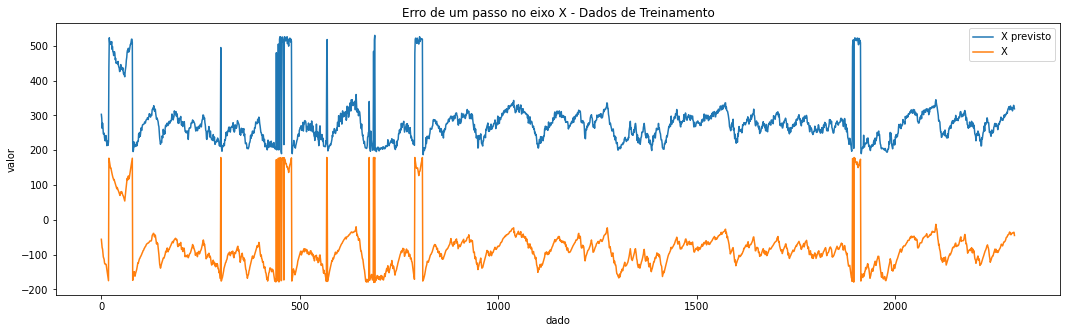 Erro de um passo no eixo X - Dados de Treinamento
X previsto
X
valor
500
400
300
200
100
0
−100
−200
0
500
1000
1500
2000
dado